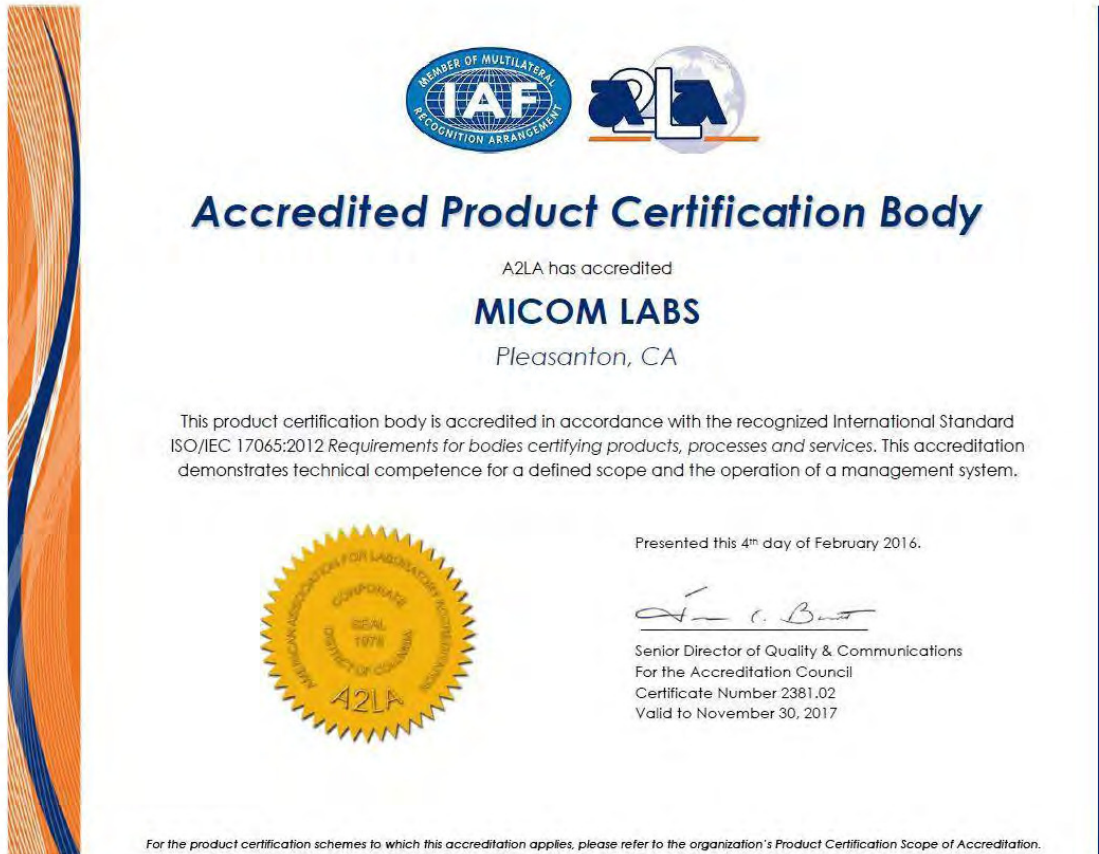 MEMBER OF MULTILATERAL
IAF
RECOGNITION ARRANGEMENT
A2LA
Accredited Product Certification Body
A2LA has accredited
MICOM LABS
Pleasanton, CA
This product certification body is accredited in accordance with the recognized International Standard
ISO/IEC 17065:2012 Requirements for bodies certifying products, processes and services. This accreditation
demonstrates technical competence for a defined scope and the operation of a management system.
AMERICAN ASSOCIATION FOR LABORATORY ACCREDITATION
CORPORATE
SEAL
1978
DISTRICT OF COLUMBIA
A2LA
Presented this 4th day of February 2016.
Senior Director of Quality & Communications
For the Accreditation Council
Certificate Number 2381.02
Valid to November 30, 2017
For the product certification schemes to which this accreditation applies, please refer to the organization's Product Certification Scope of Accreditation.